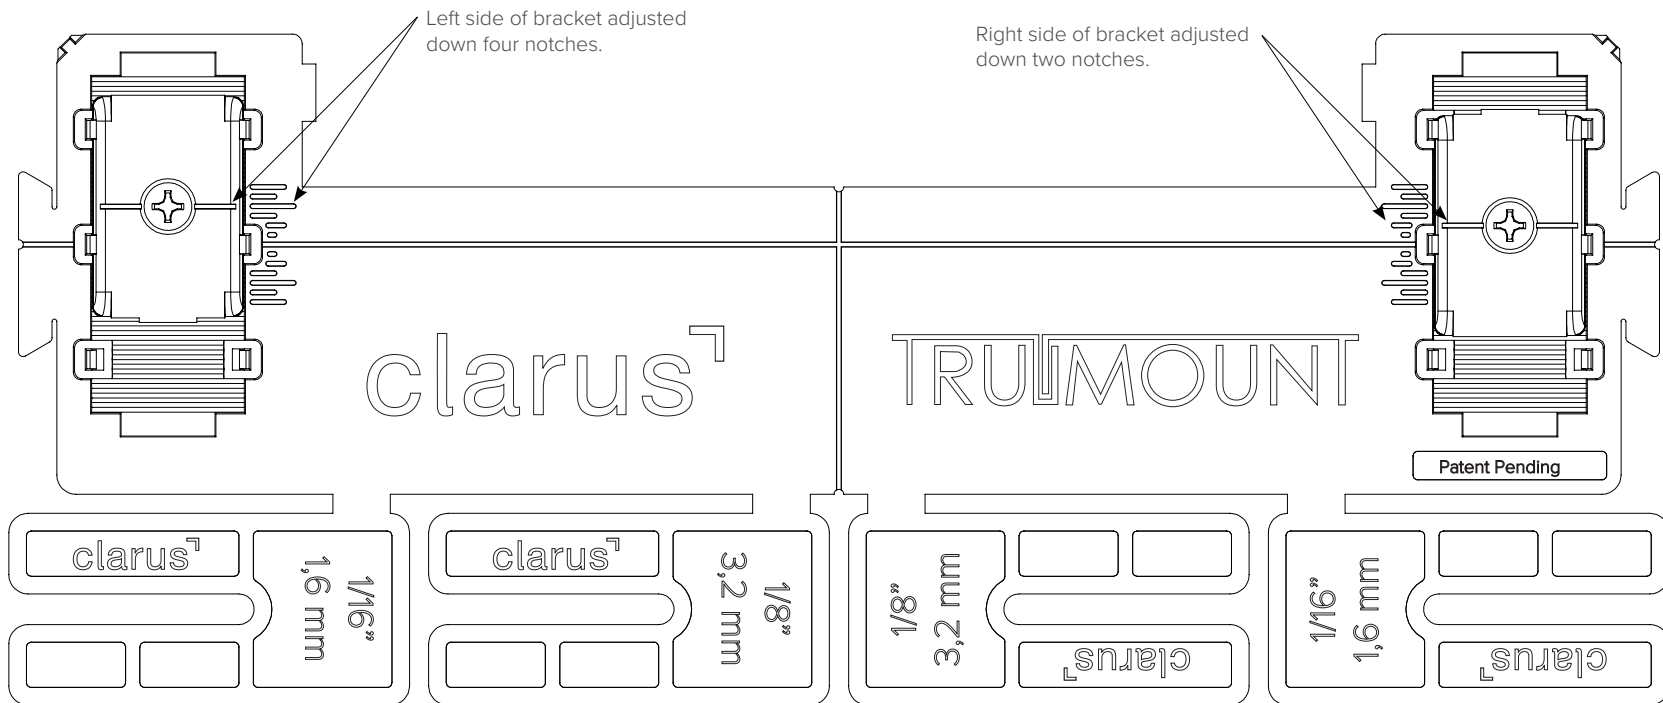 Left side of bracket adjusted
down four notches.
Right side of bracket adjusted
down two notches.
clarus
TRUMOUNT
Patent Pending
clarus
1/16”
1,6 mm
clarus
1/8”
3,2 mm
1/8”
3,2 mm
clarus
1/16”
1,6 mm
clarus